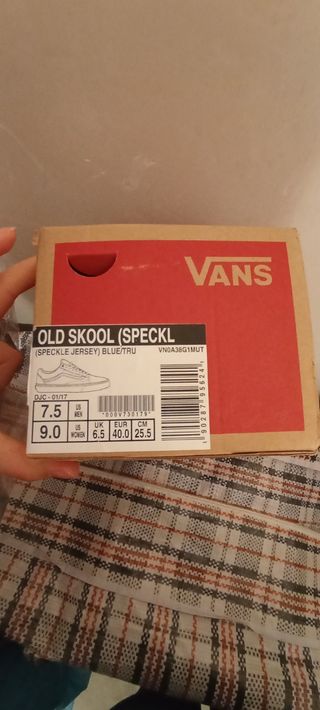 VANS
OLD SKOOL (SPECKL
(SPECKLE JERSEY) BLUE/TRU VN0A38G1MUT
DJC - 01/17
7.5 US MEN
*000V730179*
9.0 US WOMEN UK 6.5 EUR 40.0 CM 25.5